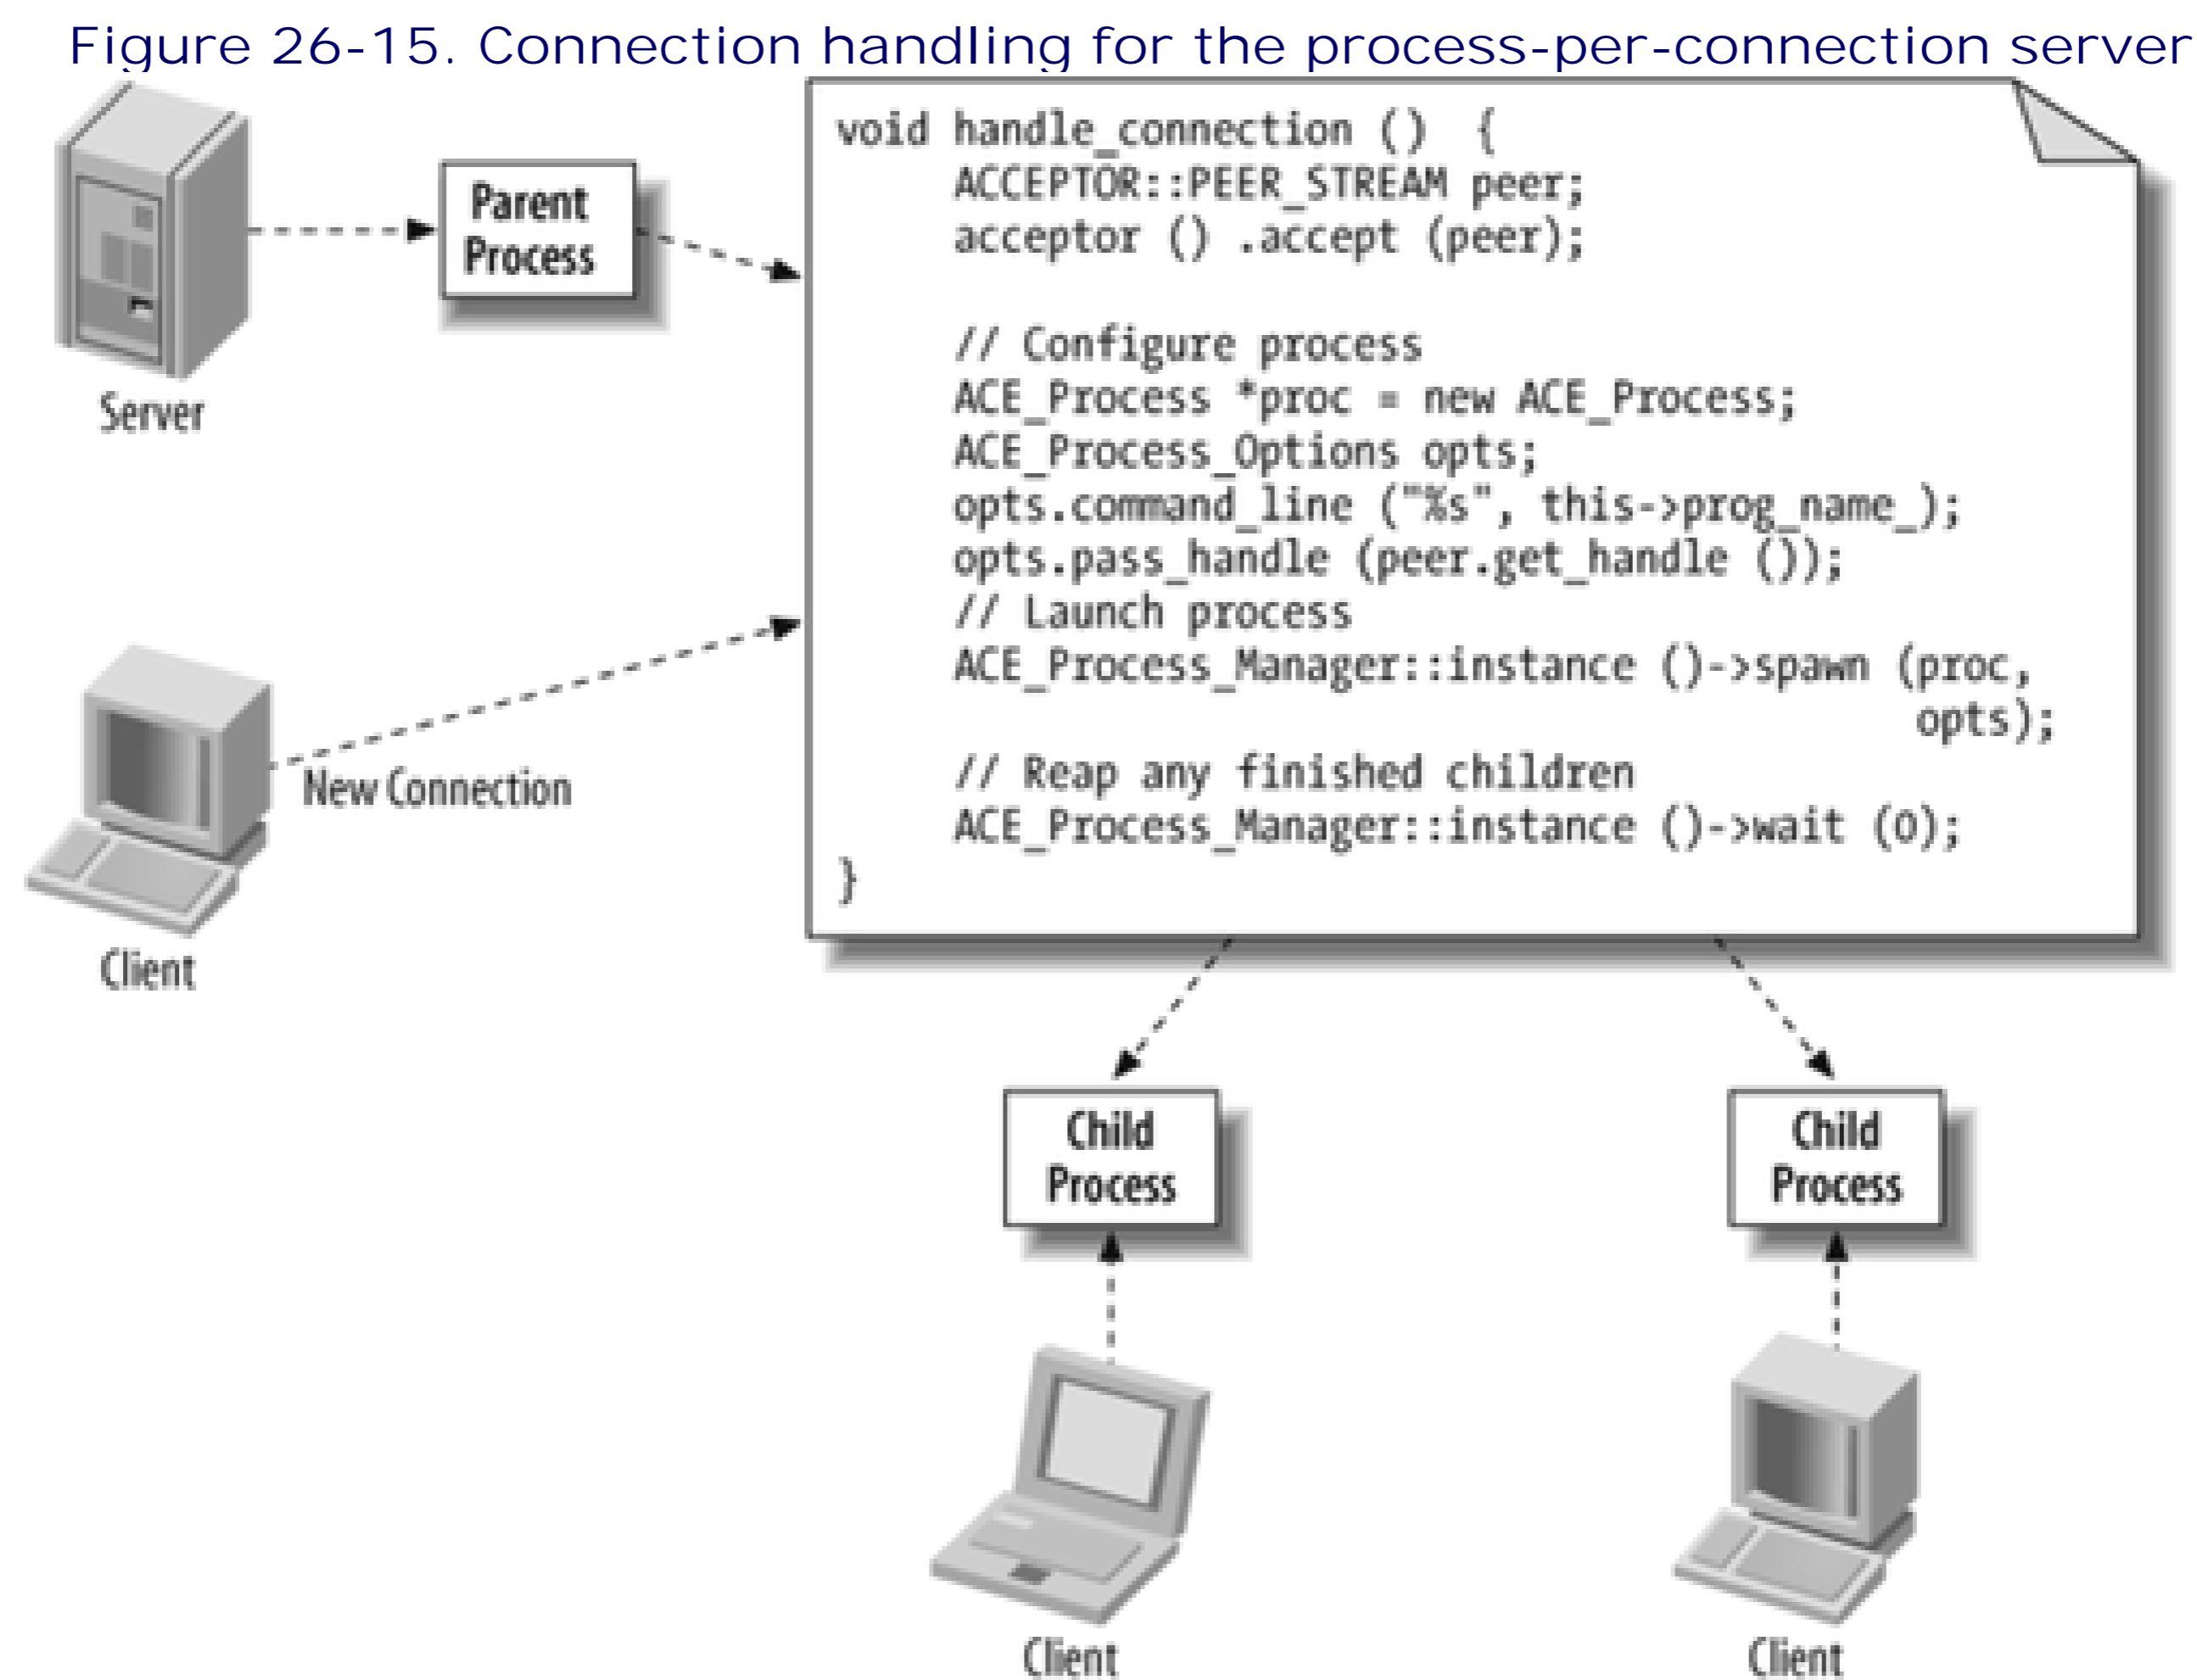 Figure 26-15. Connection handling for the process-per-connection server
void handle_connection () {
ACCEPTOR::PEER_STREAM peer;
acceptor () .accept (peer);
// Configure process
ACE_Process *proc = new ACE_Process;
ACE_Process_Options opts;
opts.command_line ("%s", this->prog_name_);
opts.pass_handle (peer.get_handle ());
// Launch process
ACE_Process_Manager::instance ()->spawn (proc,
opts);
// Reap any finished children
ACE_Process_Manager::instance ()->wait (0);
}
Parent
Process
Server
New Connection
Client
Child
Process
Child
Process
Client
Client